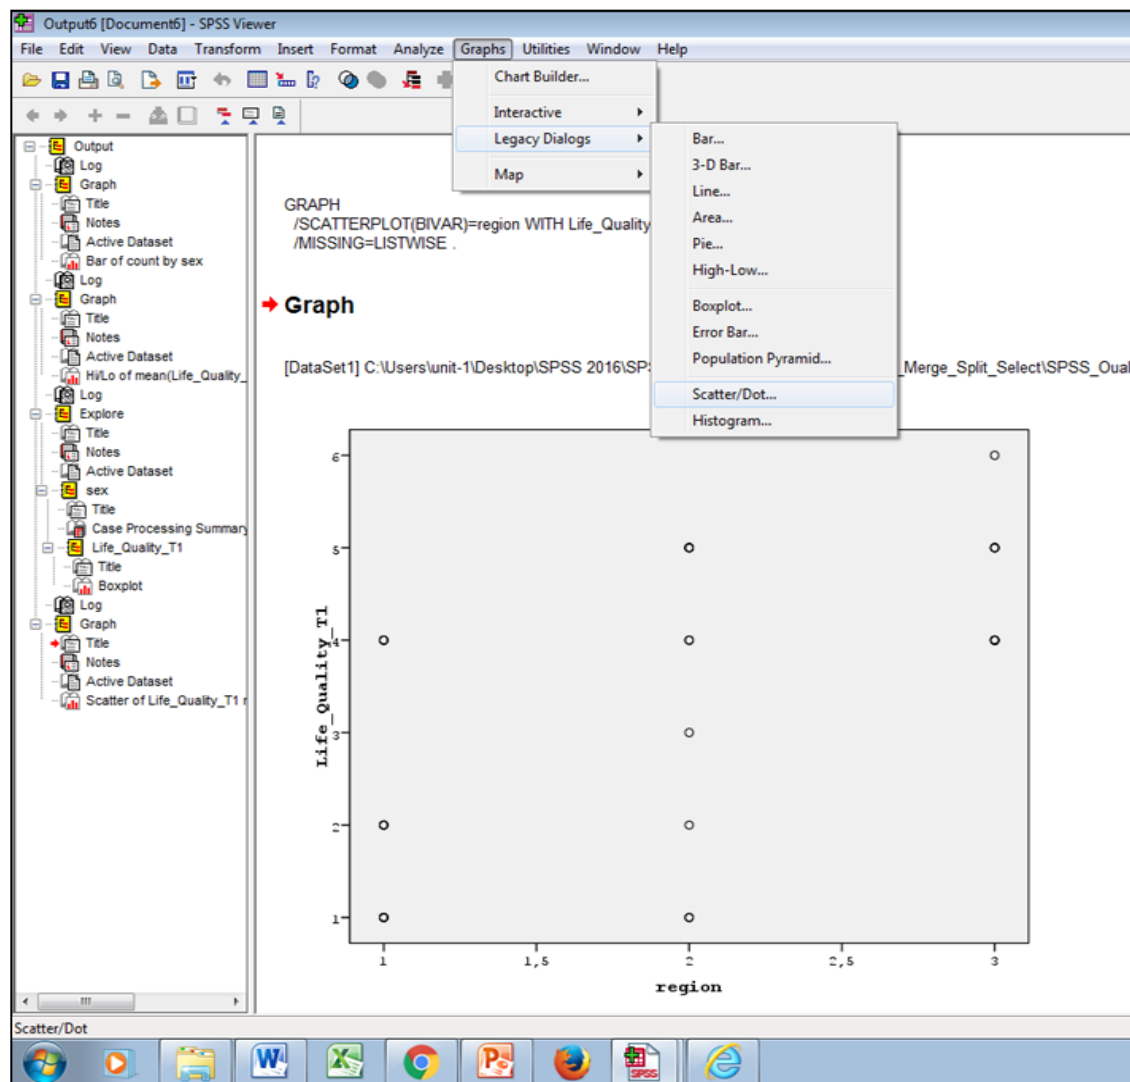 Output6 [Document6] - SPSS Viewer
File Edit View Data Transform Insert Format Analyze Graphs Utilities Window Help
Chart Builder...
Interactive
Legacy Dialogs
Map
Bar...
3-D Bar...
Line...
Area...
Pie...
High-Low...
Boxplot...
Error Bar...
Population Pyramid...
Scatter/Dot...
Histogram...
Output
Log
Graph
Title
Notes
Active Dataset
Bar of count by sex
Log
Graph
Title
Notes
Active Dataset
Hi/Lo of mean(Life_Quality_
Log
Explore
Title
Notes
Active Dataset
sex
Title
Case Processing Summary
Life_Quality_T1
Title
Boxplot
Log
Graph
Title
Notes
Active Dataset
Scatter of Life_Quality_T1 r
GRAPH
/SCATTERPLOT(BIVAR)=region WITH Life_Quality
/MISSING=LISTWISE .
Graph
[DataSet1] C:\Users\unit-1\Desktop\SPSS 2016\SP _Merge_Split_Select\SPSS_Qual
Life_Quality_T1
6
5
4
3
2
1
1 1,5 2 2,5 3
region
Scatter/Dot
W X P SPSS